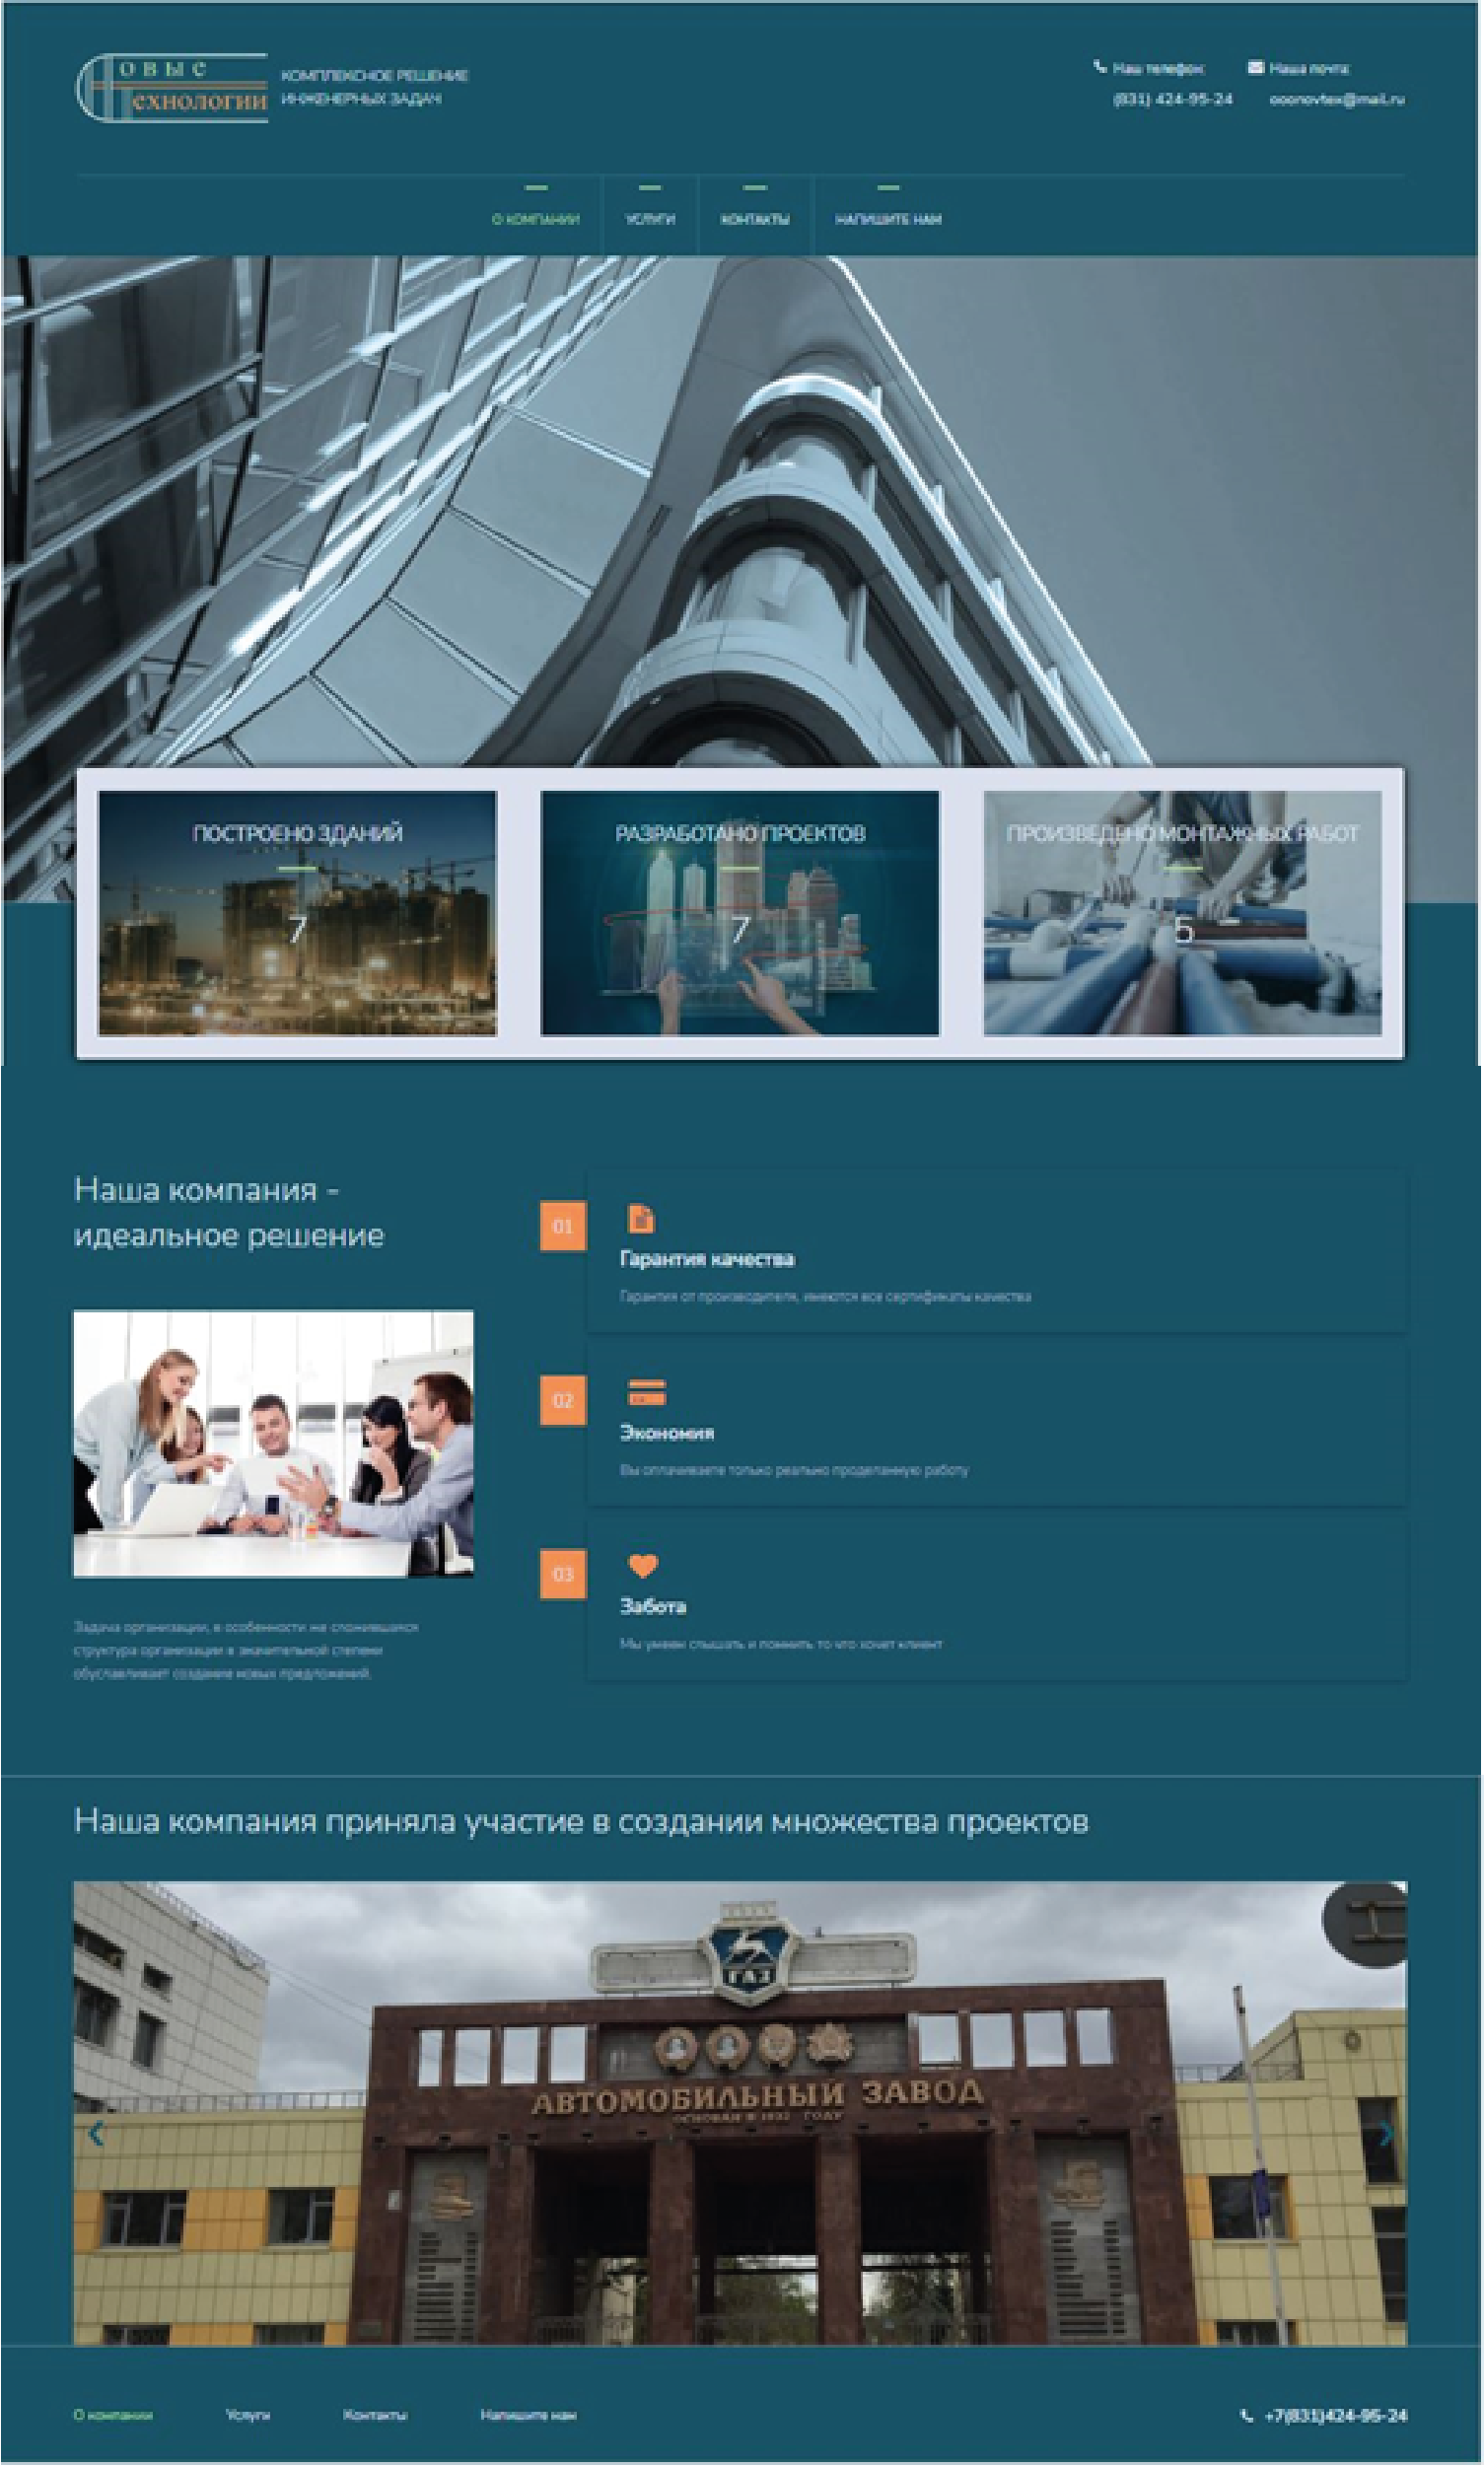 ОВЫС
ТЕХНОЛОГИИ
КОМПЛЕКСНОЕ РЕШЕНИЕ
ИНЖЕНЕРНЫХ ЗАДАЧ
Наш телефон:
(831) 424-95-24
Наша почта:
ooonovtex@mail.ru
О КОМПАНИИ
УСЛУГИ
КОНТАКТЫ
НАПИШИТЕ НАМ
ПОСТРОЕНО ЗДАНИЙ
7
РАЗРАБОТАНО ПРОЕКТОВ
7
ПРОИЗВЕДЕНО МОНТАЖНЫХ РАБОТ
5
Наша компания -
идеальное решение
Задача организации, в особенности же сложившаяся
структура организации в значительной степени
обуславливает создание новых предложений.
01
Гарантия качества
Гарантия от производителя, имеются все сертификаты качества
02
Экономия
Вы оплачиваете только реально проделанную работу
03
Забота
Мы умеем слышать и помнить то что хочет клиент
Наша компания приняла участие в создании множества проектов
ГАЗ
АВТОМОБИЛЬНЫЙ ЗАВОД
ОСНОВАН В 1932 ГОДУ
О компании
Услуги
Контакты
Напишите нам
+7(831)424-95-24